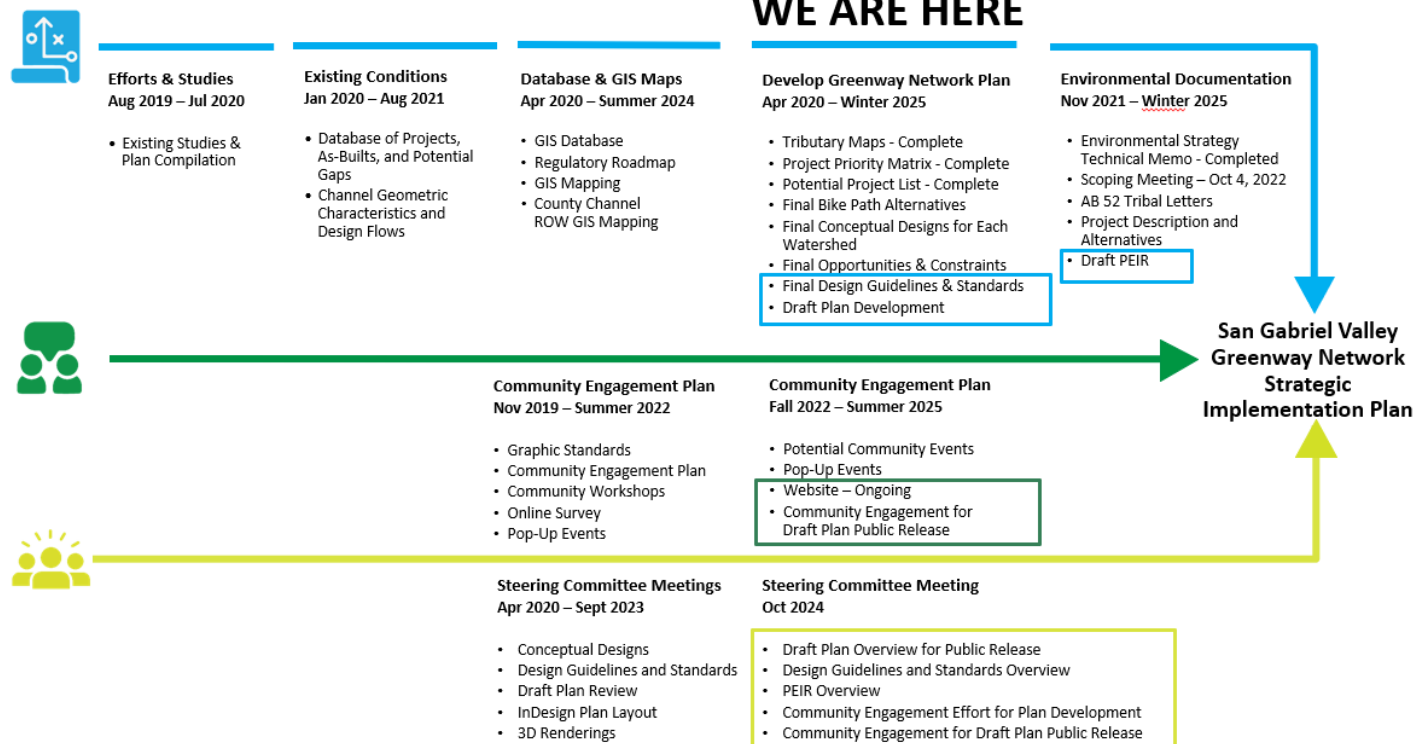 WE ARE HERE
Efforts & Studies
Aug 2019 – Jul 2020
• Existing Studies &
Plan Compilation
Existing Conditions
Jan 2020 – Aug 2021
• Database of Projects,
As-Builts, and Potential
Gaps
• Channel Geometric
Characteristics and
Design Flows
Database & GIS Maps
Apr 2020 – Summer 2024
• GIS Database
• Regulatory Roadmap
• GIS Mapping
• County Channel
ROW GIS Mapping
Develop Greenway Network Plan
Apr 2020 – Winter 2025
• Tributary Maps - Complete
• Project Priority Matrix - Complete
• Potential Project List - Complete
• Final Bike Path Alternatives
• Final Conceptual Designs for Each
Watershed
• Final Opportunities & Constraints
• Final Design Guidelines & Standards
• Draft Plan Development
Environmental Documentation
Nov 2021 – Winter 2025
• Environmental Strategy
Technical Memo - Completed
• Scoping Meeting – Oct 4, 2022
• AB 52 Tribal Letters
• Project Description and
Alternatives
• Draft PEIR
San Gabriel Valley
Greenway Network
Strategic
Implementation Plan
Community Engagement Plan
Nov 2019 – Summer 2022
• Graphic Standards
• Community Engagement Plan
• Community Workshops
• Online Survey
• Pop-Up Events
Community Engagement Plan
Fall 2022 – Summer 2025
• Potential Community Events
• Pop-Up Events
• Website – Ongoing
• Community Engagement for
Draft Plan Public Release
Steering Committee Meetings
Apr 2020 – Sept 2023
• Conceptual Designs
• Design Guidelines and Standards
• Draft Plan Review
• InDesign Plan Layout
• 3D Renderings
Steering Committee Meeting
Oct 2024
• Draft Plan Overview for Public Release
• Design Guidelines and Standards Overview
• PEIR Overview
• Community Engagement Effort for Plan Development
• Community Engagement for Draft Plan Public Release